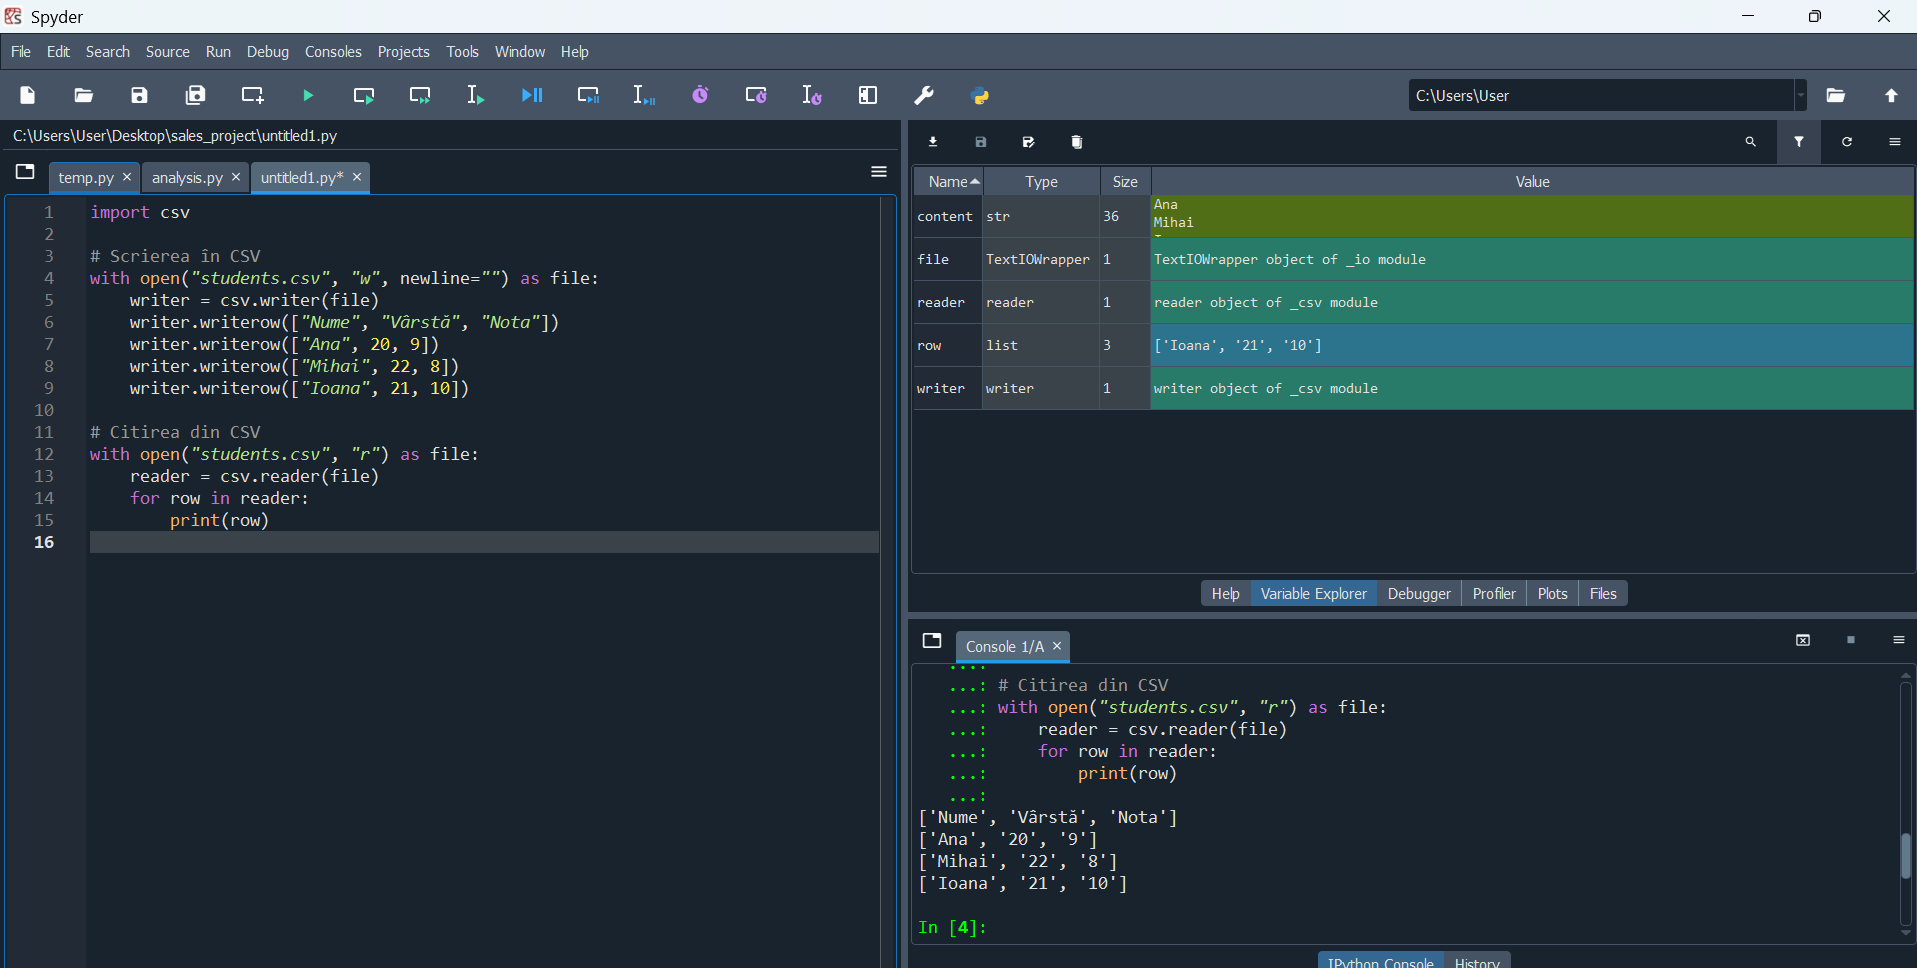 Spyder
File Edit Search Source Run Debug Consoles Projects Tools Window Help
C:\Users\User
C:\Users\User\Desktop\sales_project\untitled1.py
temp.py analysis.py untitled1.py*
1 import csv
2
3 # Scrierea în CSV
4 with open("students.csv", "w", newline="") as file:
5     writer = csv.writer(file)
6     writer.writerow(["Nume", "Vârstă", "Nota"])
7     writer.writerow(["Ana", 20, 9])
8     writer.writerow(["Mihai", 22, 8])
9     writer.writerow(["Ioana", 21, 10])
10
11 # Citirea din CSV
12 with open("students.csv", "r") as file:
13     reader = csv.reader(file)
14     for row in reader:
15         print(row)
16
Name Type Size Value
content str 36 Ana
Mihai
file TextIOWrapper 1 TextIOWrapper object of _io module
reader reader 1 reader object of _csv module
row list 3 ['Ioana', '21', '10']
writer writer 1 writer object of _csv module
Help Variable Explorer Debugger Profiler Plots Files
Console 1/A
...:
...: # Citirea din CSV
...: with open("students.csv", "r") as file:
...:     reader = csv.reader(file)
...:     for row in reader:
...:         print(row)
...:
['Nume', 'Vârstă', 'Nota']
['Ana', '20', '9']
['Mihai', '22', '8']
['Ioana', '21', '10']
In [4]:
IPython Console History